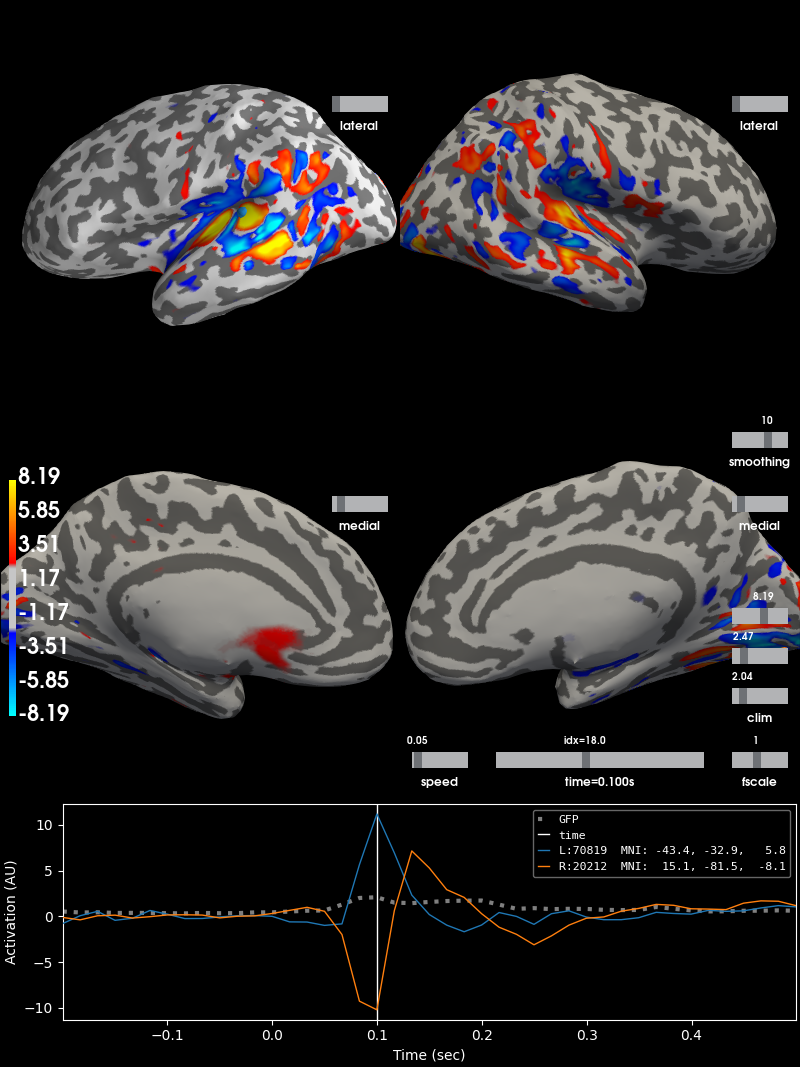 lateral
lateral
10
smoothing
medial
medial
8.19
5.85
3.51
1.17
-1.17
-3.51
-5.85
-8.19
8.19
2.47
2.04
clim
0.05
speed
idx=18.0
time=0.100s
1
fscale
GFP
time
L:70819 MNI: -43.4, -32.9, 5.8
R:20212 MNI: 15.1, -81.5, -8.1
10
5
0
−5
−10
Activation (AU)
−0.1 0.0 0.1 0.2 0.3 0.4
Time (sec)